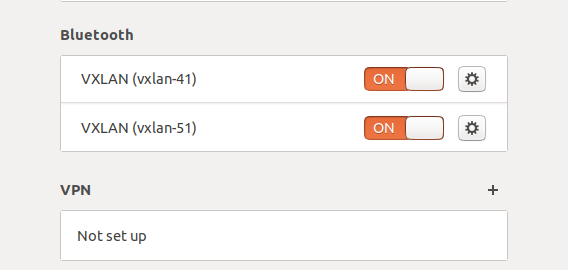 Bluetooth
VXLAN (vxlan-41) ON
VXLAN (vxlan-51) ON
VPN +
Not set up